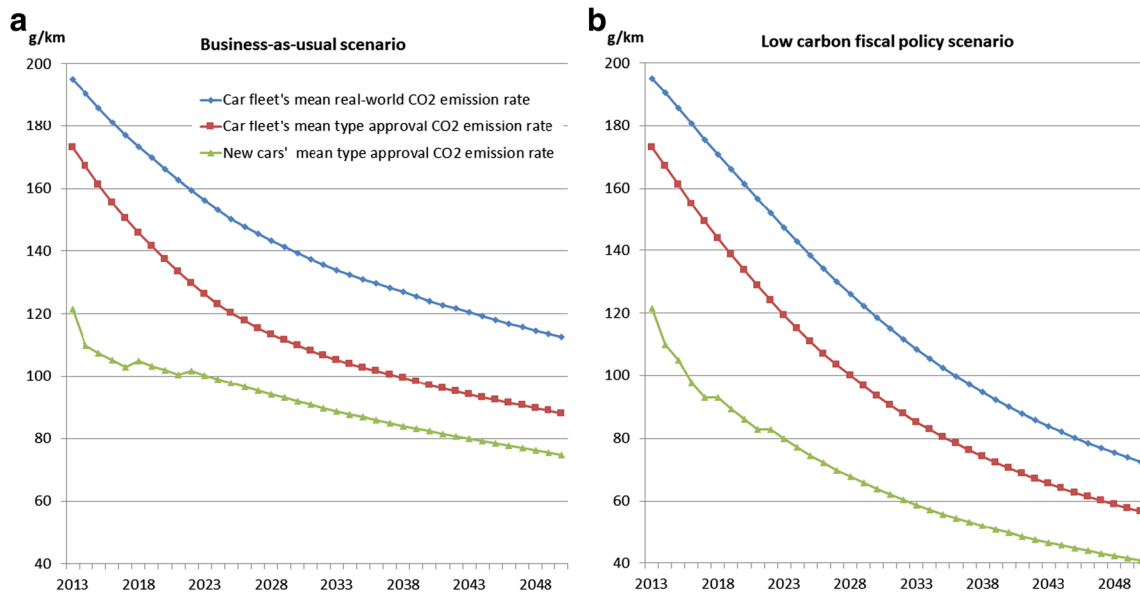 a
g/km
Business-as-usual scenario
200
180
160
140
120
100
80
60
40
Car fleet's mean real-world CO2 emission rate
Car fleet's mean type approval CO2 emission rate
New cars' mean type approval CO2 emission rate
2013 2018 2023 2028 2033 2038 2043 2048
b
g/km
Low carbon fiscal policy scenario
200
180
160
140
120
100
80
60
40
2013 2018 2023 2028 2033 2038 2043 2048